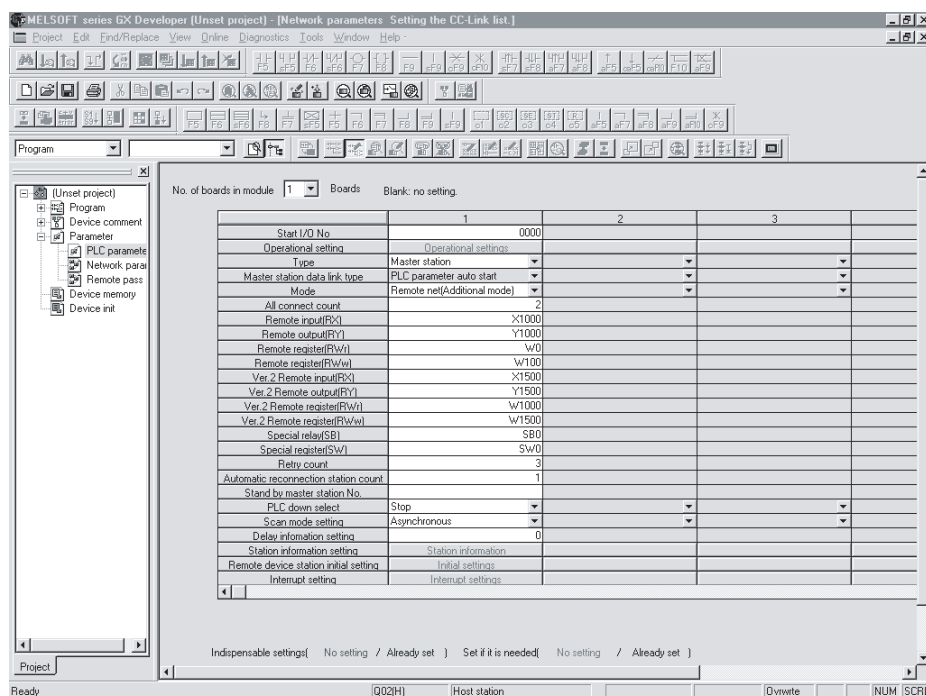 MELSOFT series GX Developer (Unset project) - [Network parameters Setting the CC-Link list.]
Project Edit Find/Replace View Online Diagnostics Tools Window Help
Program
No. of boards in module 1 Boards Blank: no setting.
(Unset project)
Program
Device comment
Parameter
PLC paramete
Network parai
Remote pass
Device memory
Device init
1 2 3
Start I/O No 0000
Operational setting Operational settings
Type Master station
Master station data link type PLC parameter auto start
Mode Remote net(Additional mode)
All connect count 2
Remote input(RX) X1000
Remote output(RY) Y1000
Remote register(RWr) W0
Remote register(RWw) W100
Ver.2 Remote input(RX) X1500
Ver.2 Remote output(RY) Y1500
Ver.2 Remote register(RWr) W1000
Ver.2 Remote register(RWw) W1500
Special relay(SB) SB0
Special register(SW) SW0
Retry count 3
Automatic reconnection station count 1
Stand by master station No.
PLC down select Stop
Scan mode setting Asynchronous
Delay infomation setting 0
Station information setting Station information
Remote device station initial setting Initial settings
Interrupt setting Interrupt settings
Indispensable settings( No setting / Already set ) Set if it is needed( No setting / Already set )
Project
Ready Q02(H) Host station Ovrwrte NUM SCRL